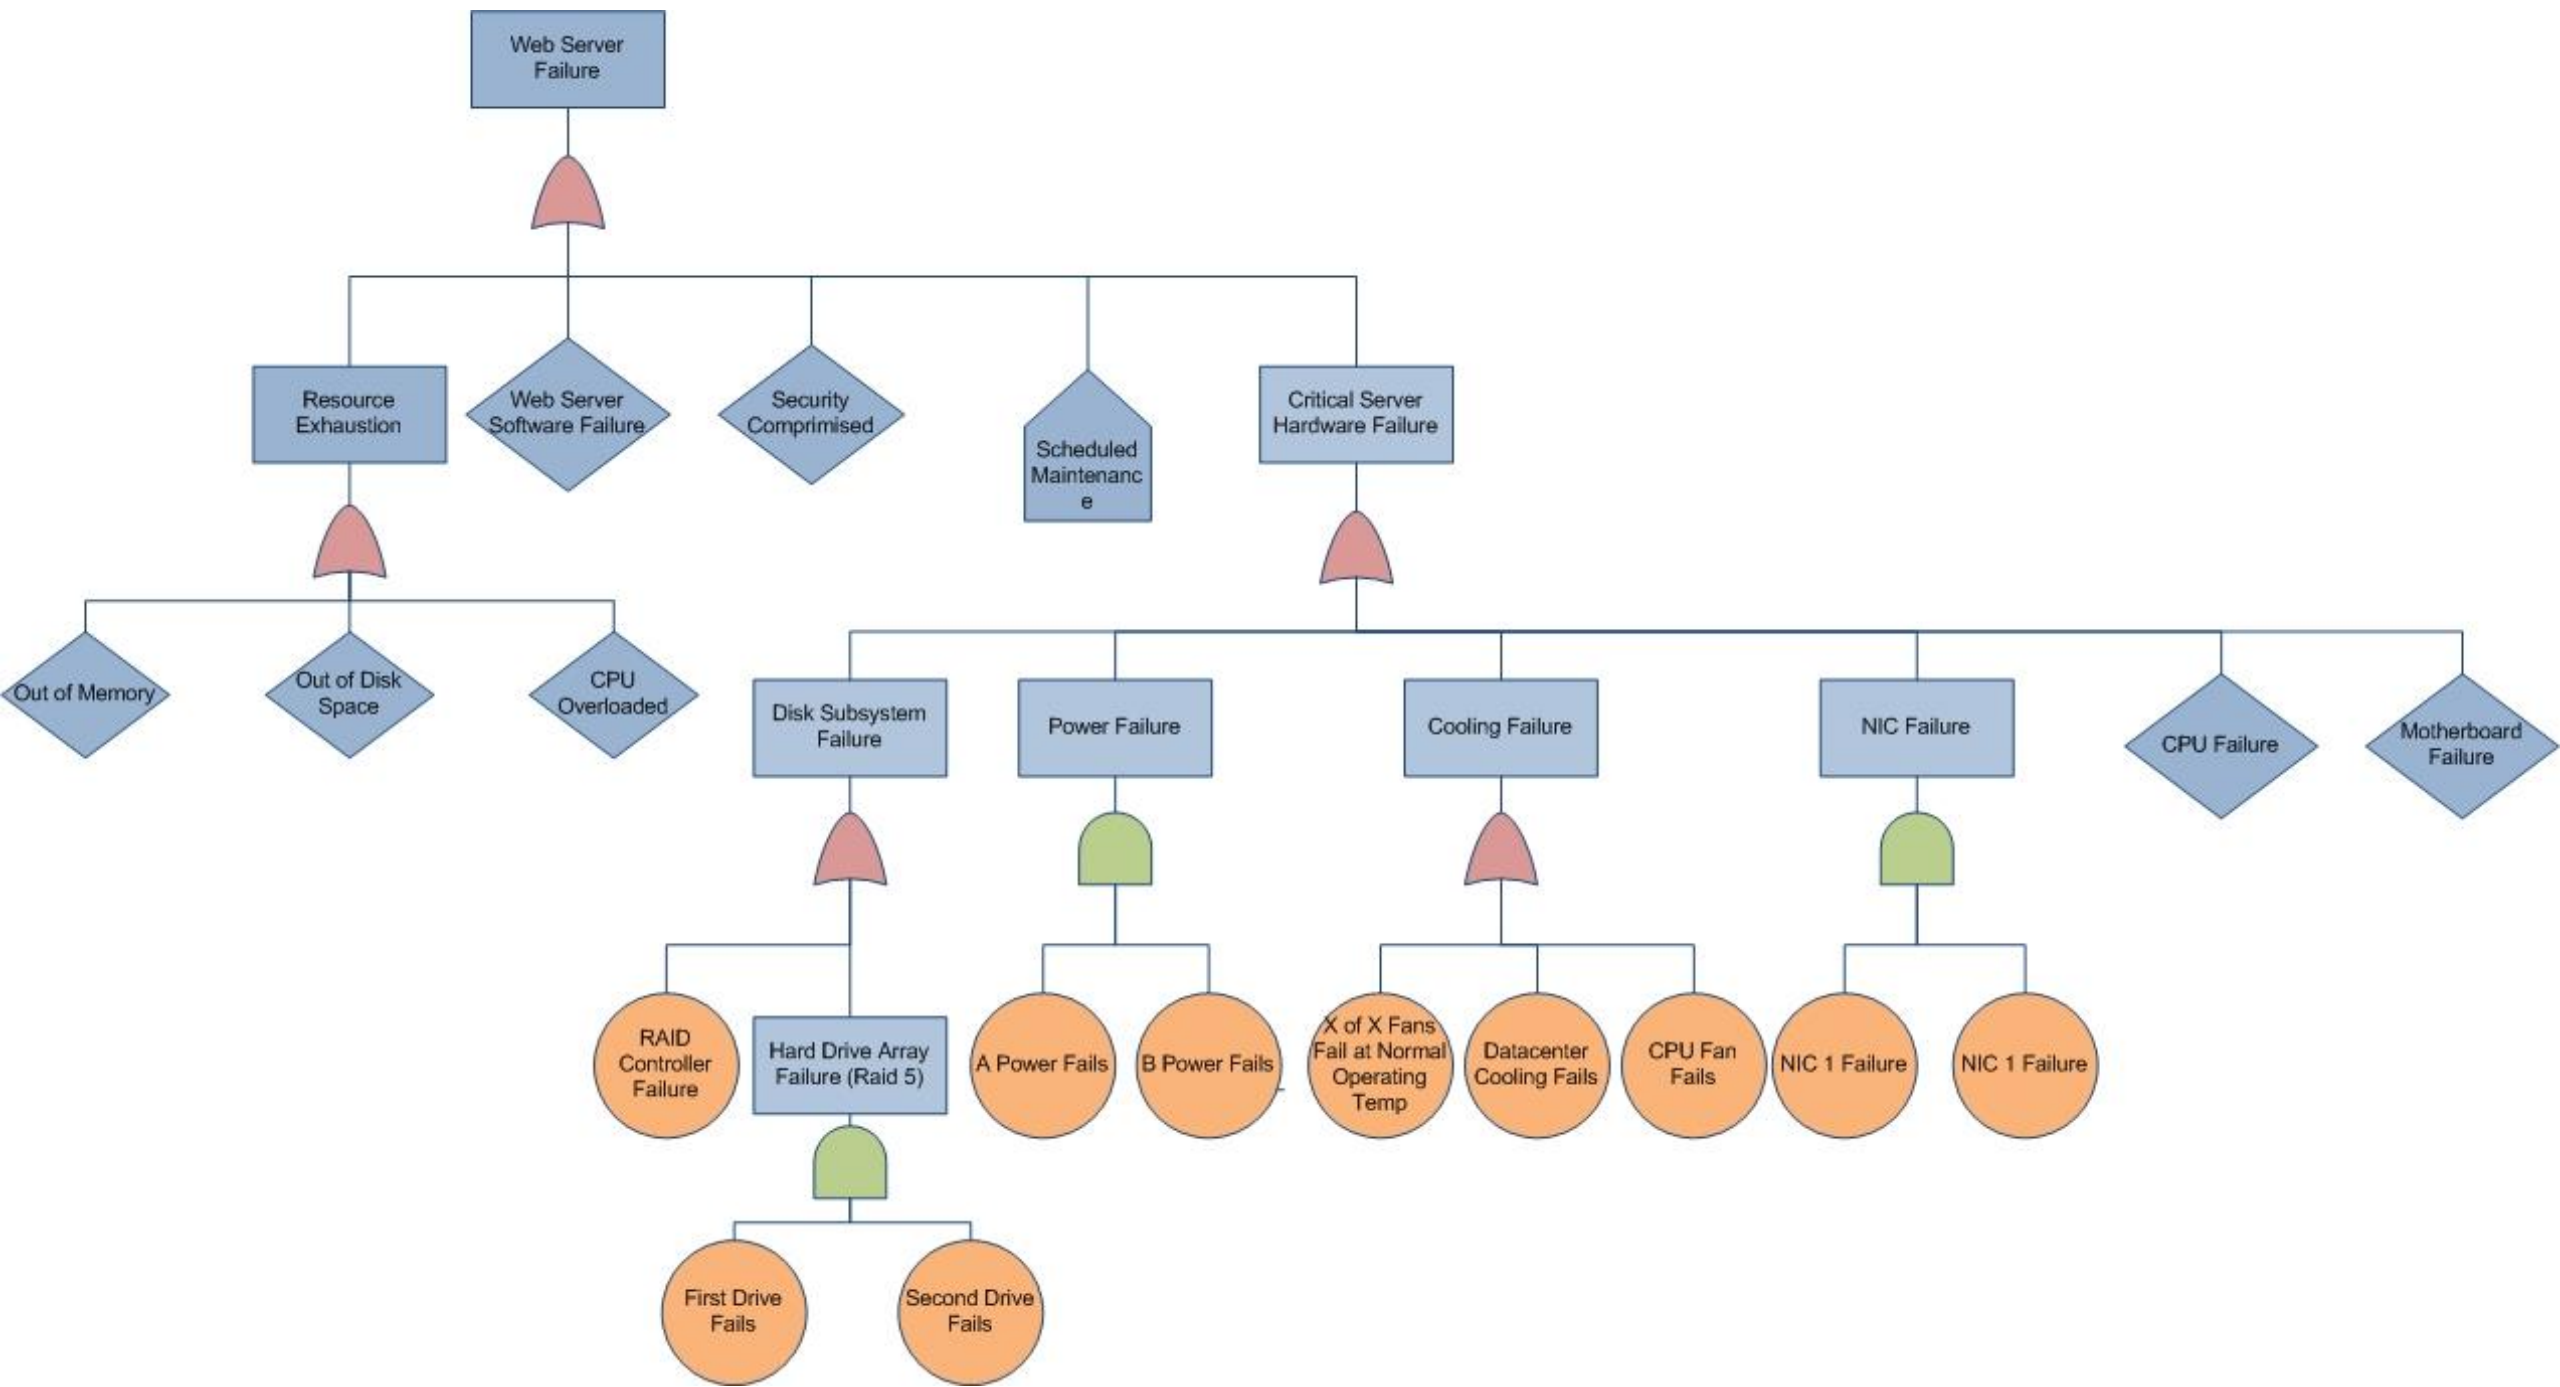 Web Server
Failure
Resource
Exhaustion
Web Server
Software Failure
Security
Comprimised
Scheduled
Maintenanc
e
Critical Server
Hardware Failure
Out of Memory
Out of Disk
Space
CPU
Overloaded
Disk Subsystem
Failure
Power Failure
Cooling Failure
NIC Failure
CPU Failure
Motherboard
Failure
RAID
Controller
Failure
Hard Drive Array
Failure (Raid 5)
A Power Fails
B Power Fails
X of X Fans
Fail at Normal
Operating
Temp
Datacenter
Cooling Fails
CPU Fan
Fails
NIC 1 Failure
NIC 1 Failure
First Drive
Fails
Second Drive
Fails